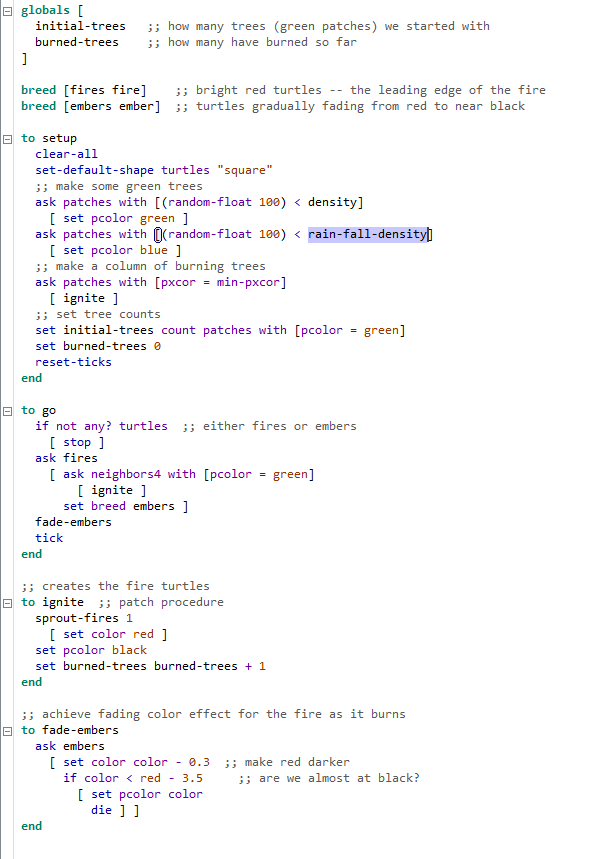 globals [
  initial-trees   ;; how many trees (green patches) we started with
  burned-trees    ;; how many have burned so far
]

breed [fires fire]    ;; bright red turtles -- the leading edge of the fire
breed [embers ember]  ;; turtles gradually fading from red to near black

to setup
  clear-all
  set-default-shape turtles "square"
  ;; make some green trees
  ask patches with [(random-float 100) < density]
    [ set pcolor green ]
  ask patches with [(random-float 100) < rain-fall-density]
    [ set pcolor blue ]
  ;; make a column of burning trees
  ask patches with [pxcor = min-pxcor]
    [ ignite ]
  ;; set tree counts
  set initial-trees count patches with [pcolor = green]
  set burned-trees 0
  reset-ticks
end

to go
  if not any? turtles  ;; either fires or embers
    [ stop ]
  ask fires
    [ ask neighbors4 with [pcolor = green]
        [ ignite ]
      set breed embers ]
  fade-embers
  tick
end

;; creates the fire turtles
to ignite  ;; patch procedure
  sprout-fires 1
    [ set color red ]
  set pcolor black
  set burned-trees burned-trees + 1
end

;; achieve fading color effect for the fire as it burns
to fade-embers
  ask embers
    [ set color color - 0.3  ;; make red darker
      if color < red - 3.5     ;; are we almost at black?
        [ set pcolor color
          die ] ]
end